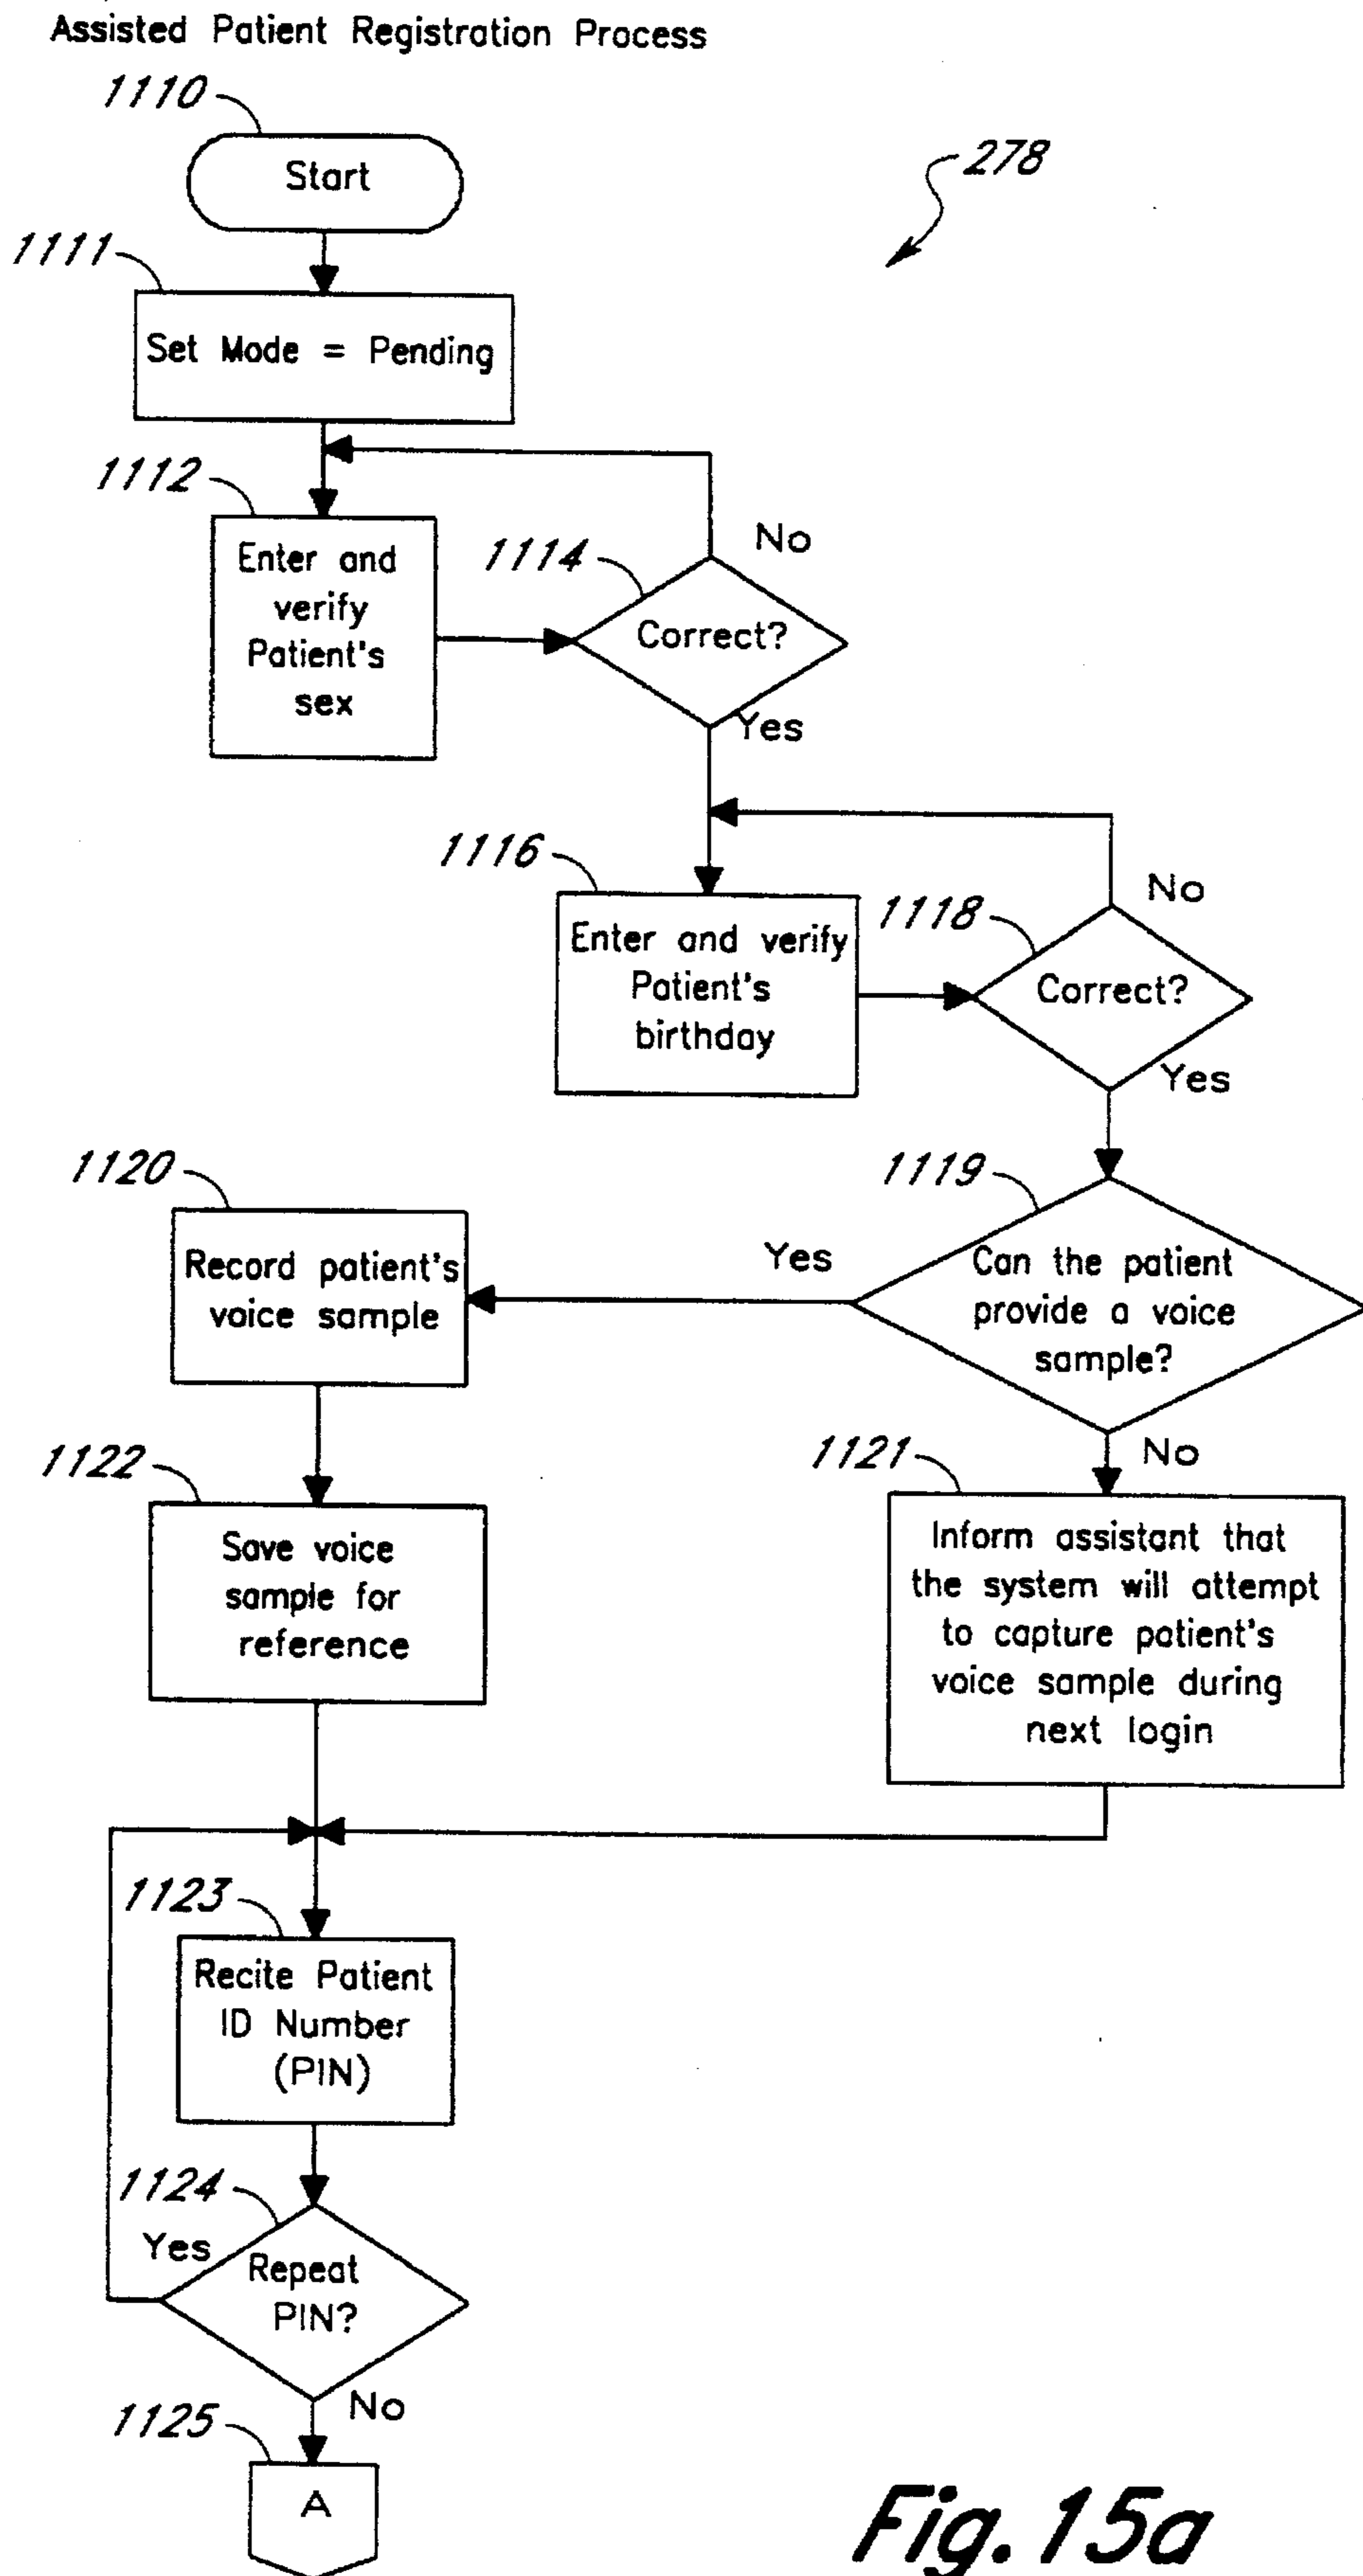 Assisted Patient Registration Process
1110
Start
278
1111
Set Mode = Pending
1112
Enter and
verify
Patient's
sex
1114
Correct?
No
Yes
1116
Enter and verify
Patient's
birthday
1118
Correct?
No
Yes
1119
Can the patient
provide a voice
sample?
Yes
No
1120
Record patient's
voice sample
1122
Save voice
sample for
reference
1121
Inform assistant that
the system will attempt
to capture patient's
voice sample during
next login
1123
Recite Patient
ID Number
(PIN)
1124
Yes
Repeat
PIN?
No
1125
A
Fig. 15a